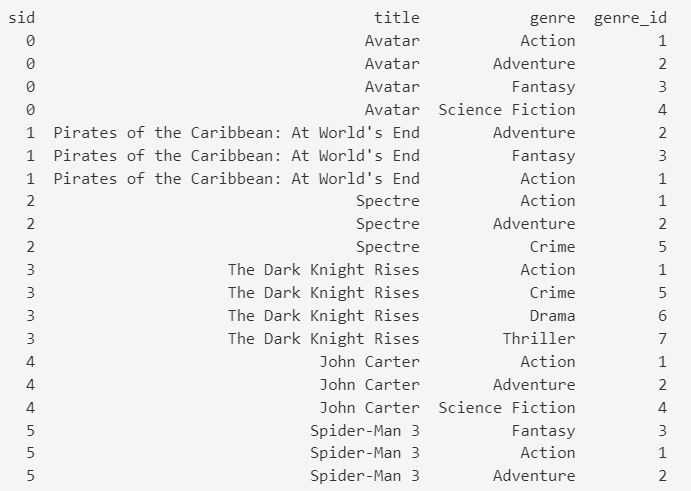 sid title genre genre_id
0 Avatar Action 1
0 Avatar Adventure 2
0 Avatar Fantasy 3
0 Avatar Science Fiction 4
1 Pirates of the Caribbean: At World's End Adventure 2
1 Pirates of the Caribbean: At World's End Fantasy 3
1 Pirates of the Caribbean: At World's End Action 1
2 Spectre Action 1
2 Spectre Adventure 2
2 Spectre Crime 5
3 The Dark Knight Rises Action 1
3 The Dark Knight Rises Crime 5
3 The Dark Knight Rises Drama 6
3 The Dark Knight Rises Thriller 7
4 John Carter Action 1
4 John Carter Adventure 2
4 John Carter Science Fiction 4
5 Spider-Man 3 Fantasy 3
5 Spider-Man 3 Action 1
5 Spider-Man 3 Adventure 2